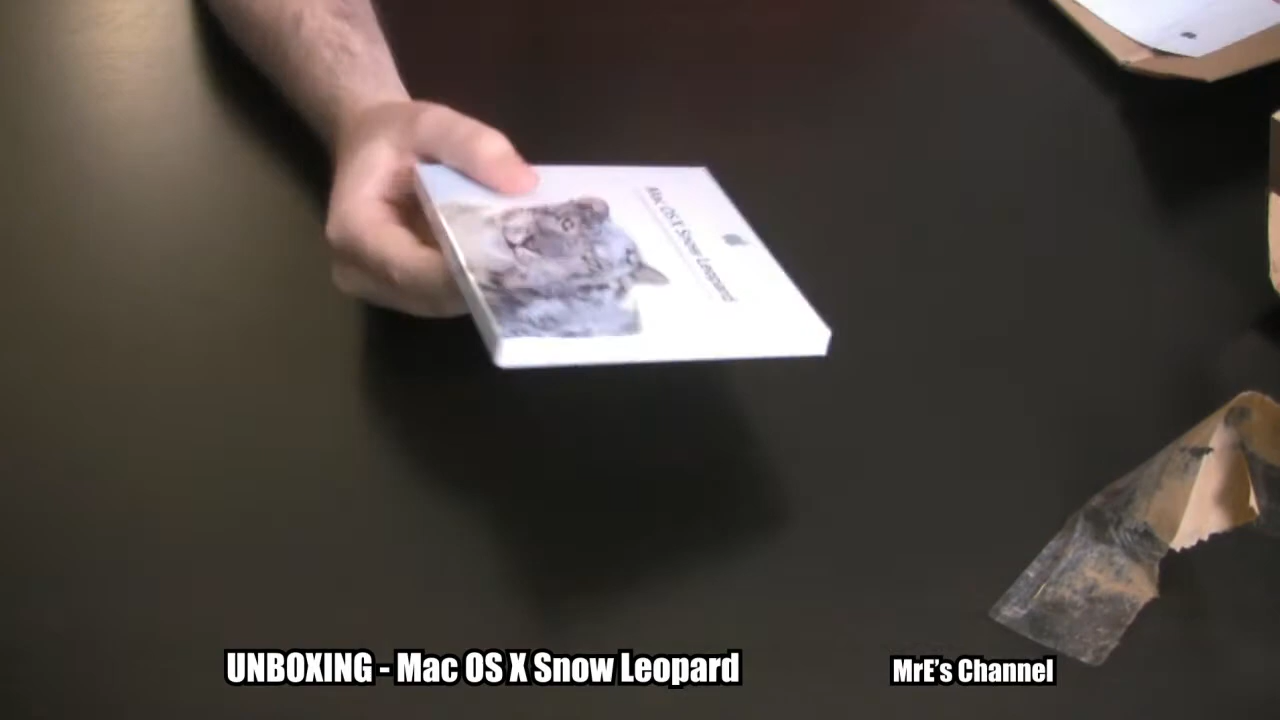 Mac OS X Snow Leopard
UNBOXING - Mac OS X Snow Leopard
MrE's Channel